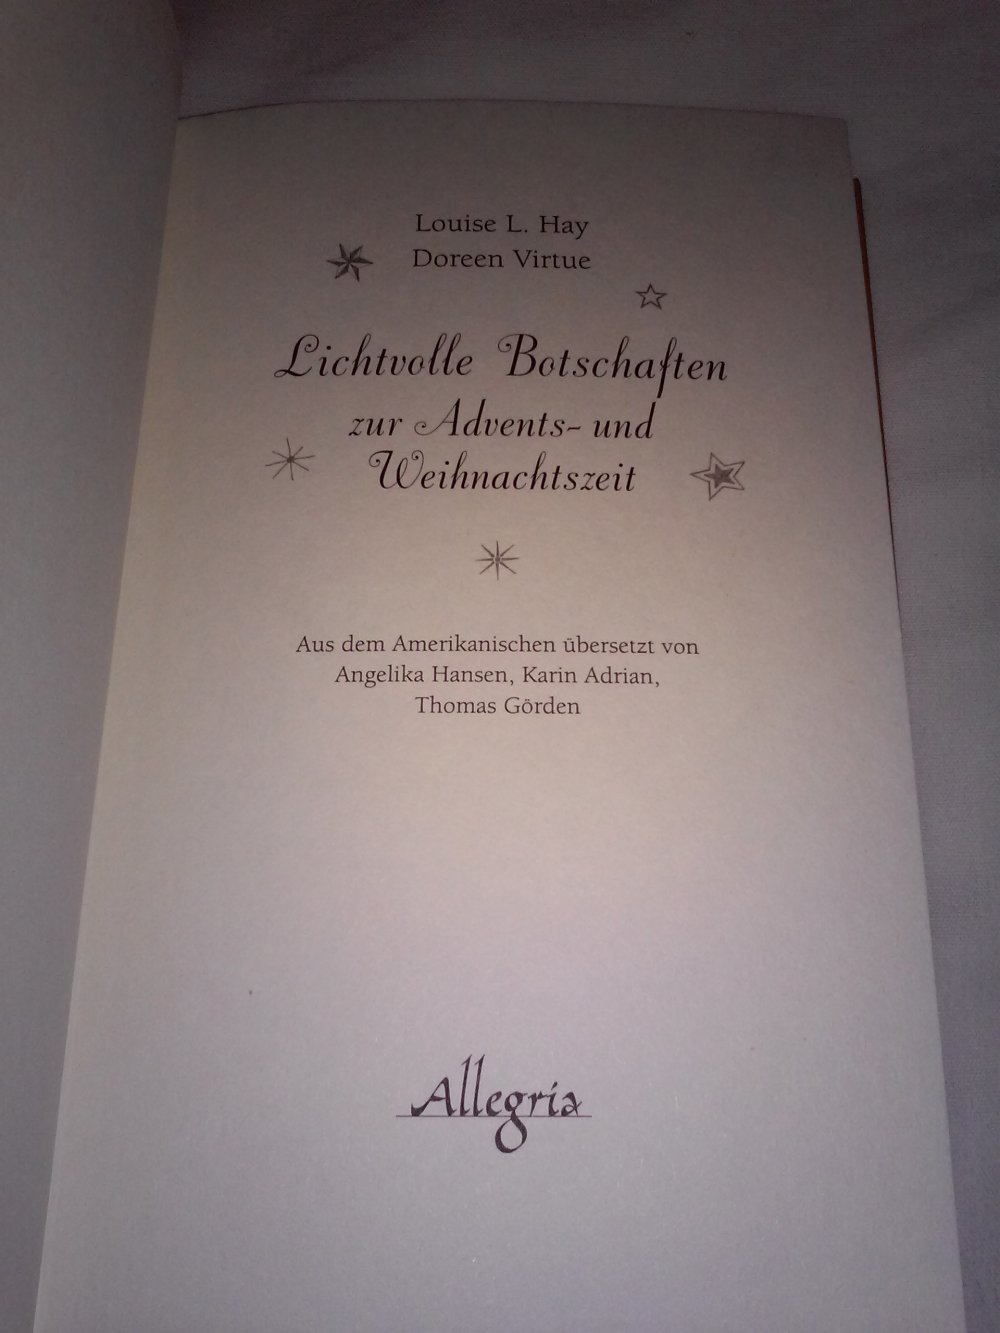 Louise L. Hay
Doreen Virtue
Lichtvolle Botschaften
zur Advents- und
Weihnachtszeit
Aus dem Amerikanischen übersetzt von
Angelika Hansen, Karin Adrian,
Thomas Görden
Allegria